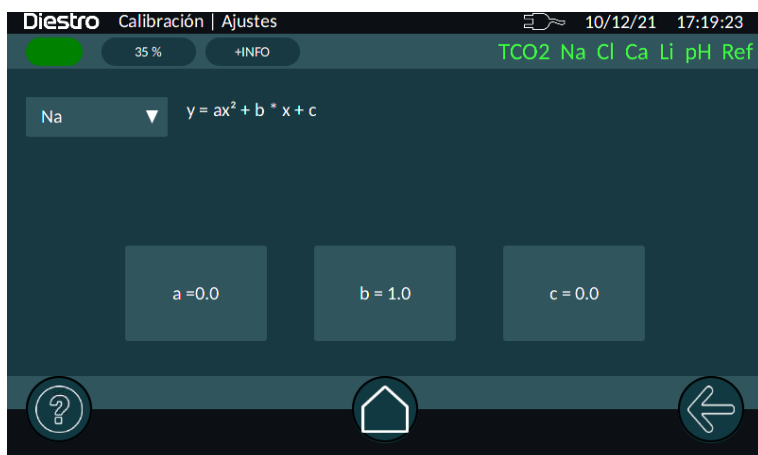 Diestro Calibración | Ajustes 10/12/21 17:19:23
35 % +INFO TCO2 Na Cl Ca Li pH Ref
Na ▼ y = ax² + b * x + c
a =0.0 b = 1.0 c = 0.0
?